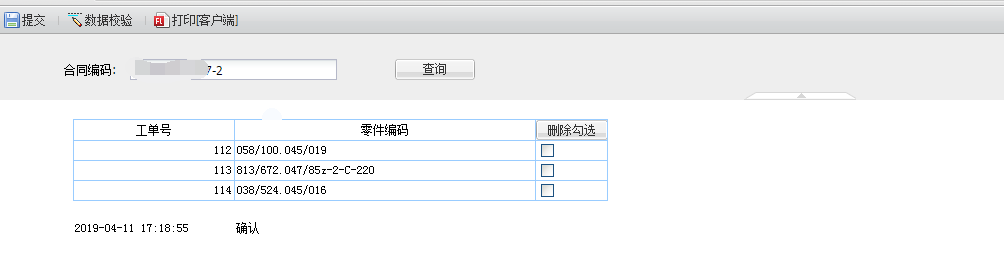 提交 数据校验 打印[客户端]
合同编码: 7-2 查询
工单号 零件编码 删除勾选
112 058/100.045/019
113 813/672.047/85z-2-C-220
114 038/524.045/016
2019-04-11 17:18:55 确认